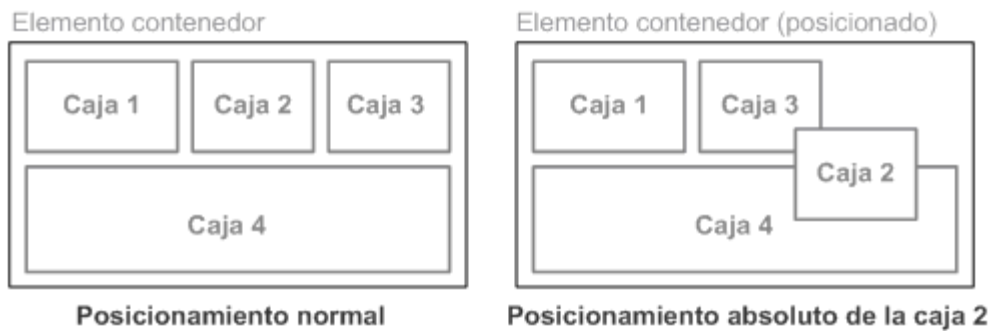 Elemento contenedor
Caja 1
Caja 2
Caja 3
Caja 4
Posicionamiento normal
Elemento contenedor (posicionado)
Caja 1
Caja 3
Caja 2
Caja 4
Posicionamiento absoluto de la caja 2